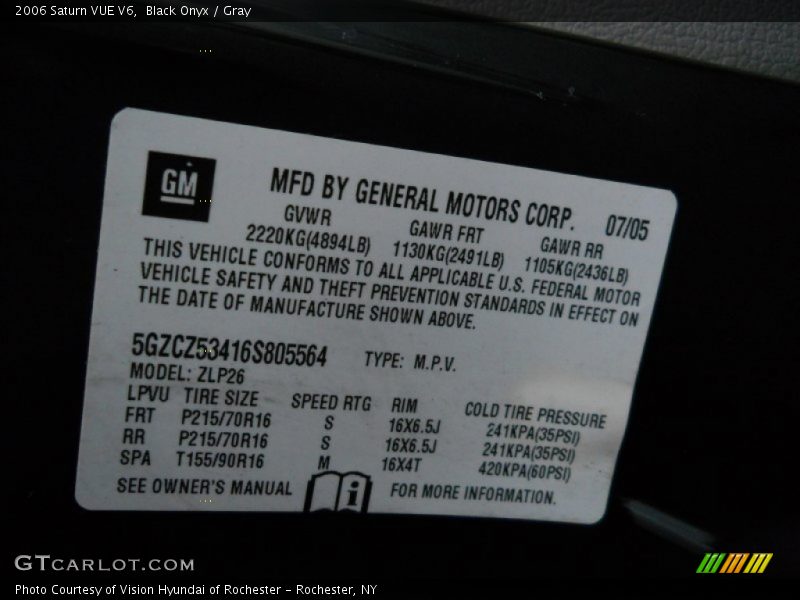 2006 Saturn VUE V6,  Black Onyx / Gray
GM
MFD BY GENERAL MOTORS CORP. 07/05
GVWR GAWR FRT GAWR RR
2220KG(4894LB) 1130KG(2491LB) 1105KG(2436LB)
THIS VEHICLE CONFORMS TO ALL APPLICABLE U.S. FEDERAL MOTOR
VEHICLE SAFETY AND THEFT PREVENTION STANDARDS IN EFFECT ON
THE DATE OF MANUFACTURE SHOWN ABOVE.
5GZCZ53416S805564 TYPE: M.P.V.
MODEL: ZLP26
LPVU TIRE SIZE SPEED RTG RIM COLD TIRE PRESSURE
FRT P215/70R16 S 16X6.5J 241KPA(35PSI)
RR P215/70R16 S 16X6.5J 241KPA(35PSI)
SPA T155/90R16 M 16X4T 420KPA(60PSI)
SEE OWNER'S MANUAL i FOR MORE INFORMATION.
GTCARLOT.COM
Photo Courtesy of Vision Hyundai of Rochester - Rochester, NY